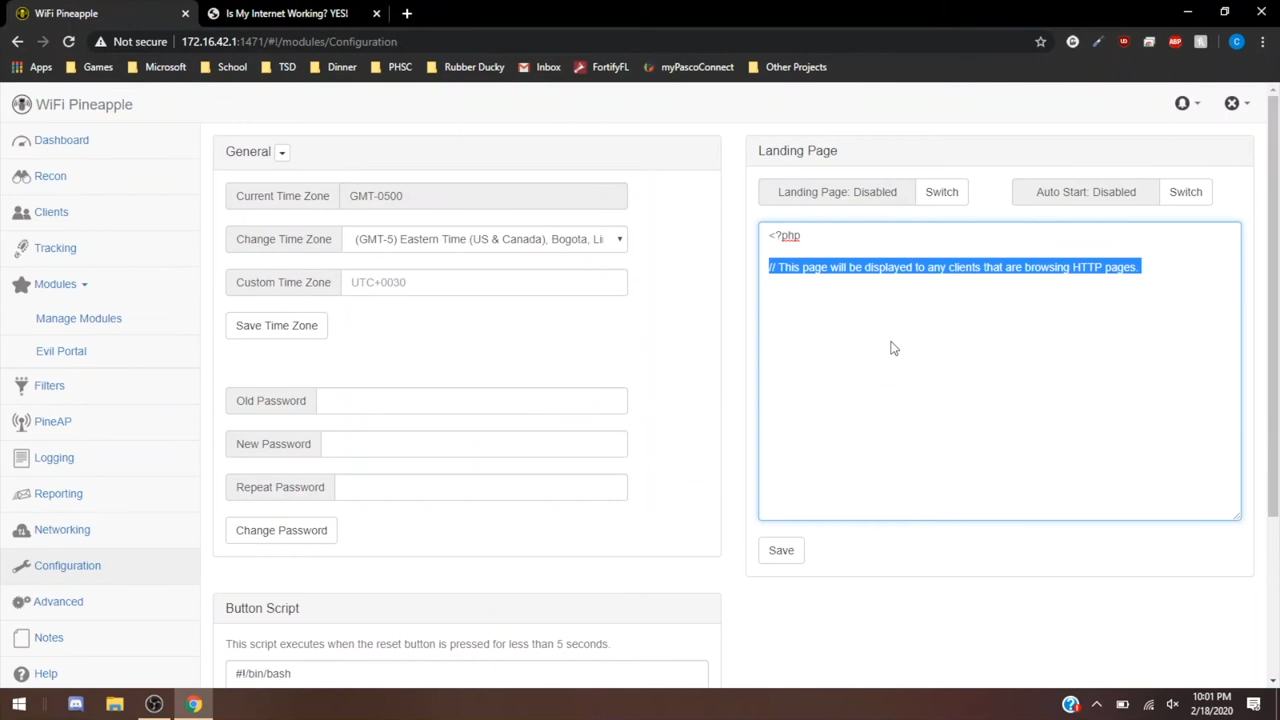 WiFi Pineapple
Is My Internet Working? YES!
Not secure | 172.16.42.1:1471/#!/modules/Configuration
Apps Games Microsoft School TSD Dinner PHSC Rubber Ducky Inbox FortifyFL myPascoConnect Other Projects
WiFi Pineapple
Dashboard
Recon
Clients
Tracking
Modules
Manage Modules
Evil Portal
Filters
PineAP
Logging
Reporting
Networking
Configuration
Advanced
Notes
Help
General
Current Time Zone GMT-0500
Change Time Zone (GMT-5) Eastern Time (US & Canada), Bogota, Li
Custom Time Zone UTC+0030
Save Time Zone
Old Password
New Password
Repeat Password
Change Password
Button Script
This script executes when the reset button is pressed for less than 5 seconds.
#!/bin/bash
Landing Page
Landing Page: Disabled Switch Auto Start: Disabled Switch
<?php
// This page will be displayed to any clients that are browsing HTTP pages.
Save
10:01 PM
2/18/2020